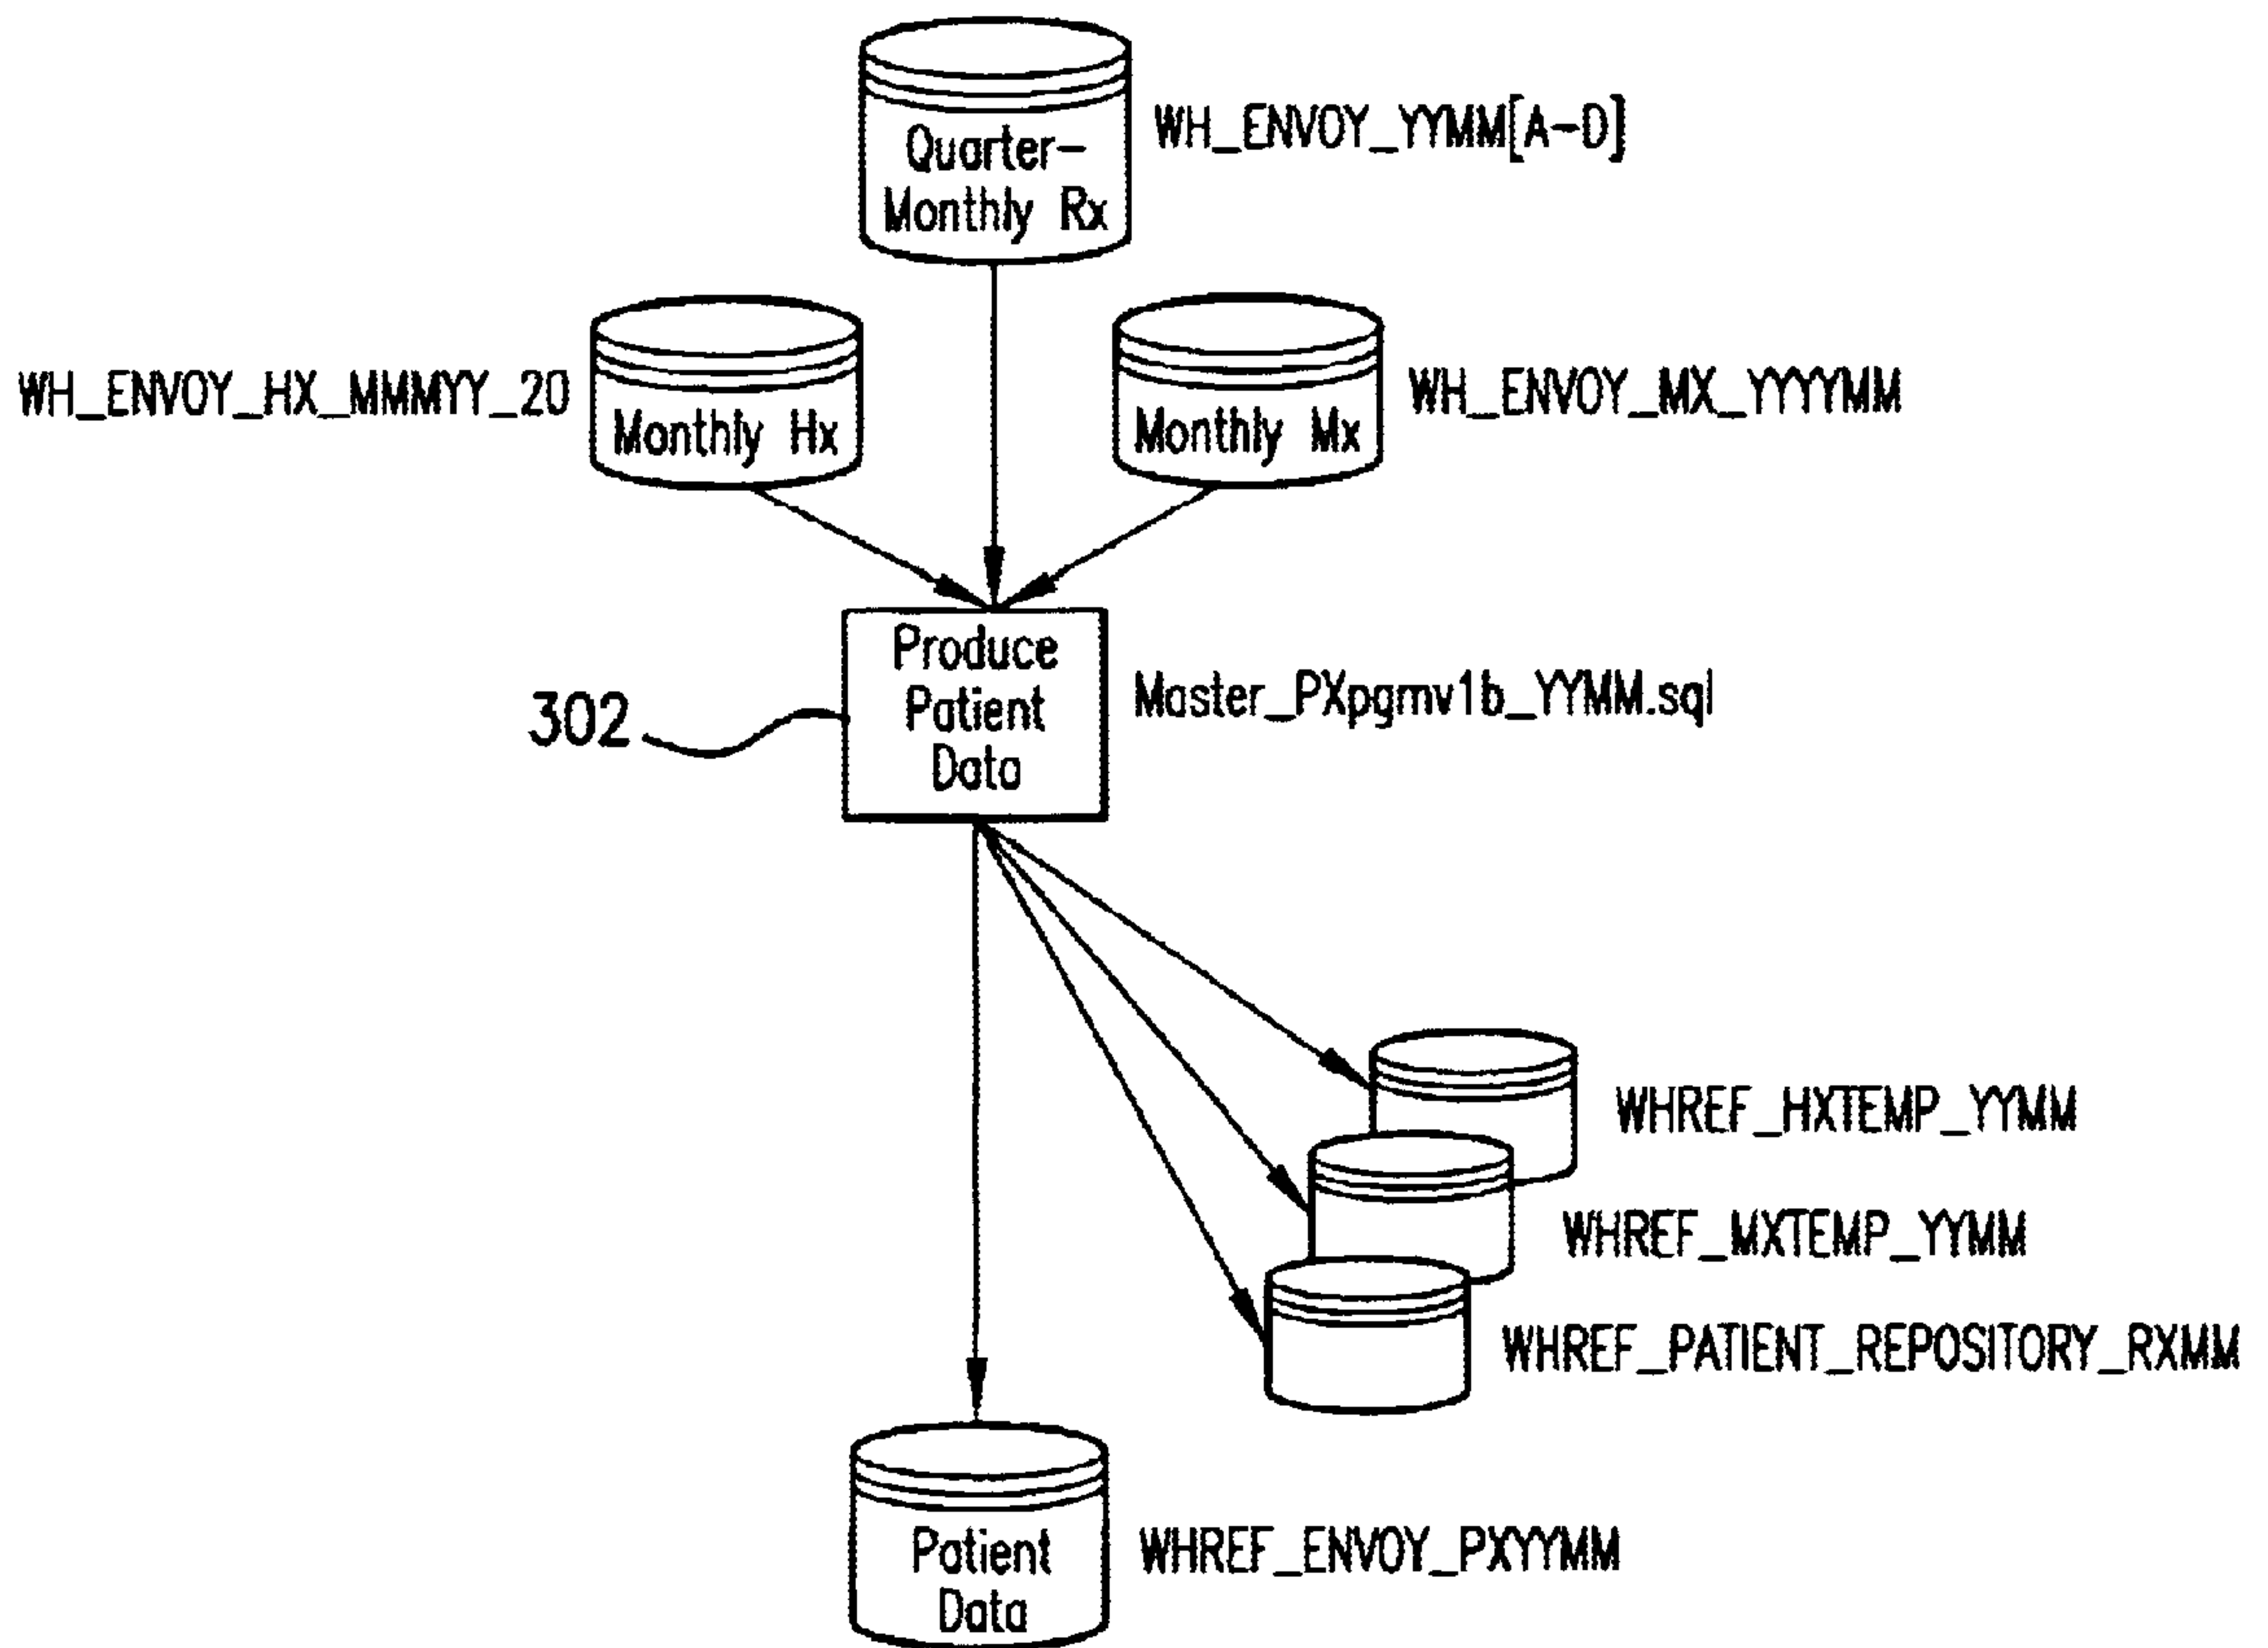 Quarter-
Monthly Rx
WH_ENVOY_YYMM[A-D]
WH_ENVOY_HX_MMMYY_20
Monthly Hx
Monthly Mx
WH_ENVOY_MX_YYYYMM
Produce
Patient
Data
Master_PXpgmv1b_YYMM.sql
302
WHREF_HXTEMP_YYMM
WHREF_MXTEMP_YYMM
WHREF_PATIENT_REPOSITORY_RXMM
Patient
Data
WHREF_ENVOY_PXYYMM